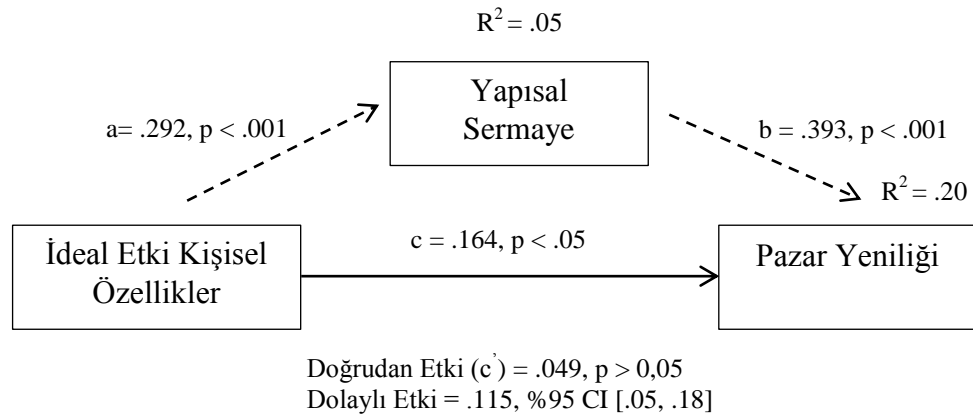 R² = .05
Yapısal
Sermaye
a= .292, p < .001
b = .393, p < .001
R² = .20
İdeal Etki Kişisel
Özellikler
c = .164, p < .05
Pazar Yeniliği
Doğrudan Etki (c’) = .049, p > 0,05
Dolaylı Etki = .115, %95 CI [.05, .18]